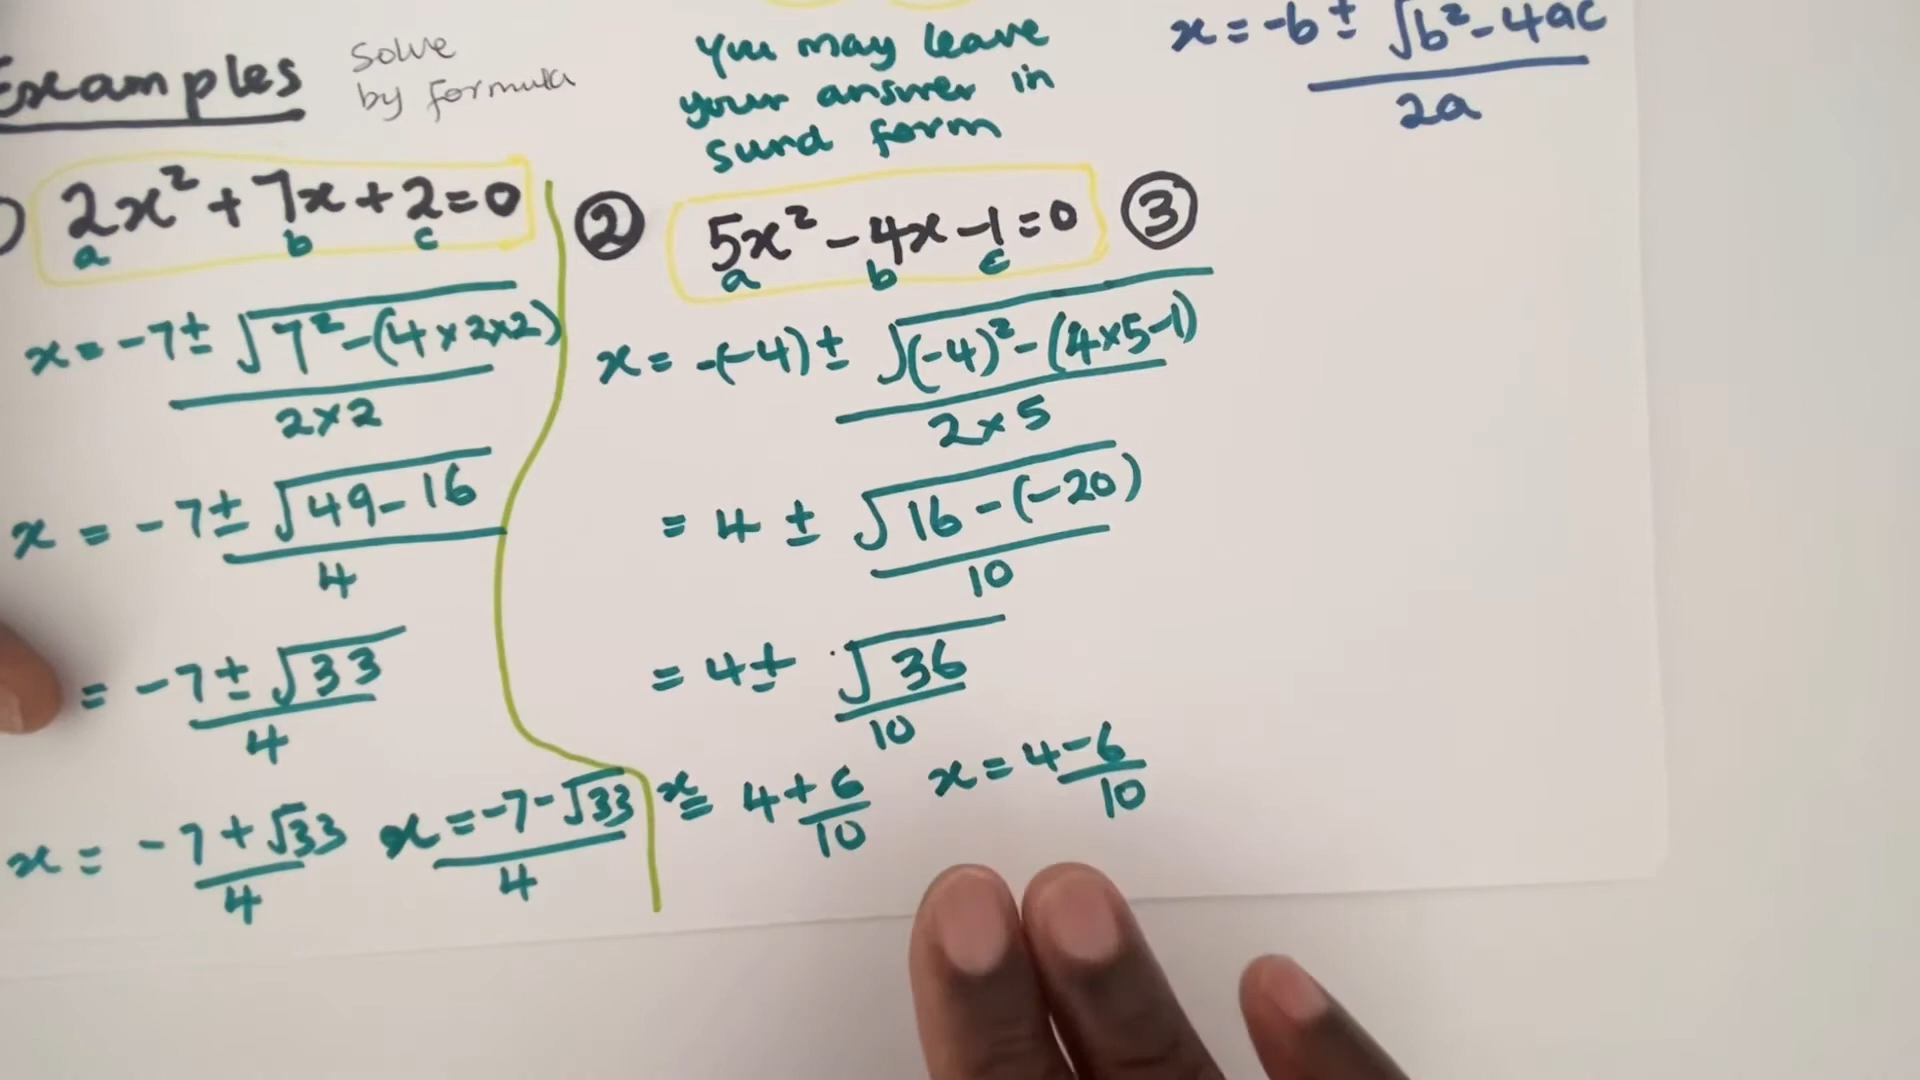 Examples
solve
by formula
You may leave
your answer in
surd form
x = -b ± √b² - 4ac
2a
2x² + 7x + 2 = 0
a b c
x = -7 ± √7² - (4 × 2 × 2)
2 × 2
x = -7 ± √49 - 16
4
= -7 ± √33
4
x = -7 + √33
4
x = -7 - √33
4
②
5x² - 4x - 1 = 0
a b c
x = -(-4) ± √(-4)² - (4×5-1)
2 × 5
= 4 ± √16 - (-20)
10
= 4 ± √36
10
x = 4 + 6
10
x = 4 - 6
10
③